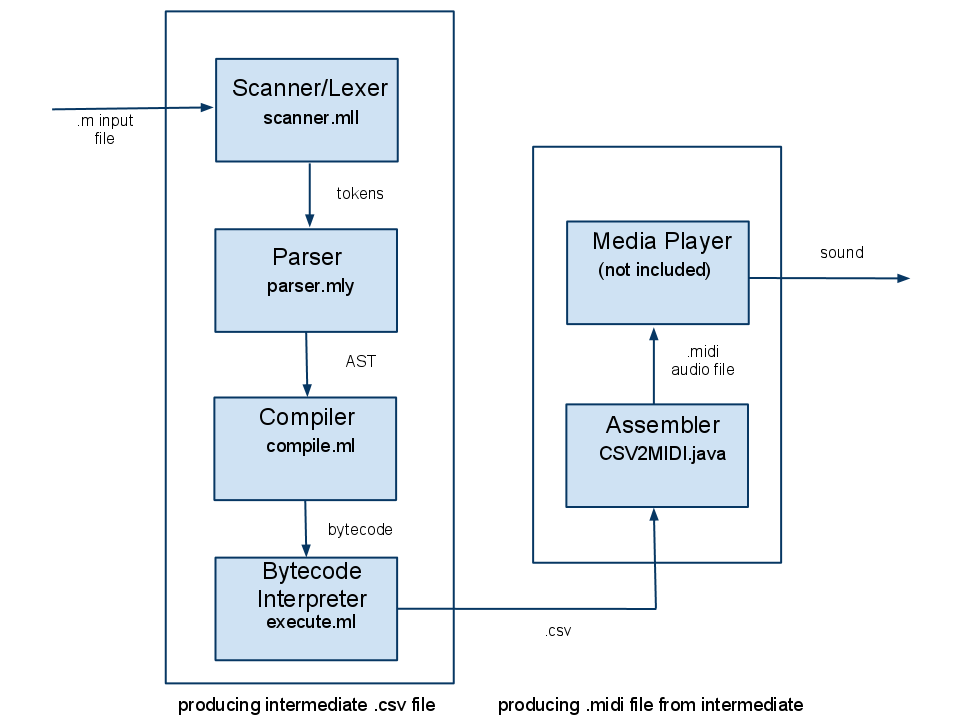 Scanner/Lexer
scanner.mll
.m input
file
tokens
Parser
parser.mly
AST
Compiler
compile.ml
bytecode
Bytecode
Interpreter
execute.ml
.csv
producing intermediate .csv file
Media Player
(not included)
sound
.midi
audio file
Assembler
CSV2MIDI.java
producing .midi file from intermediate